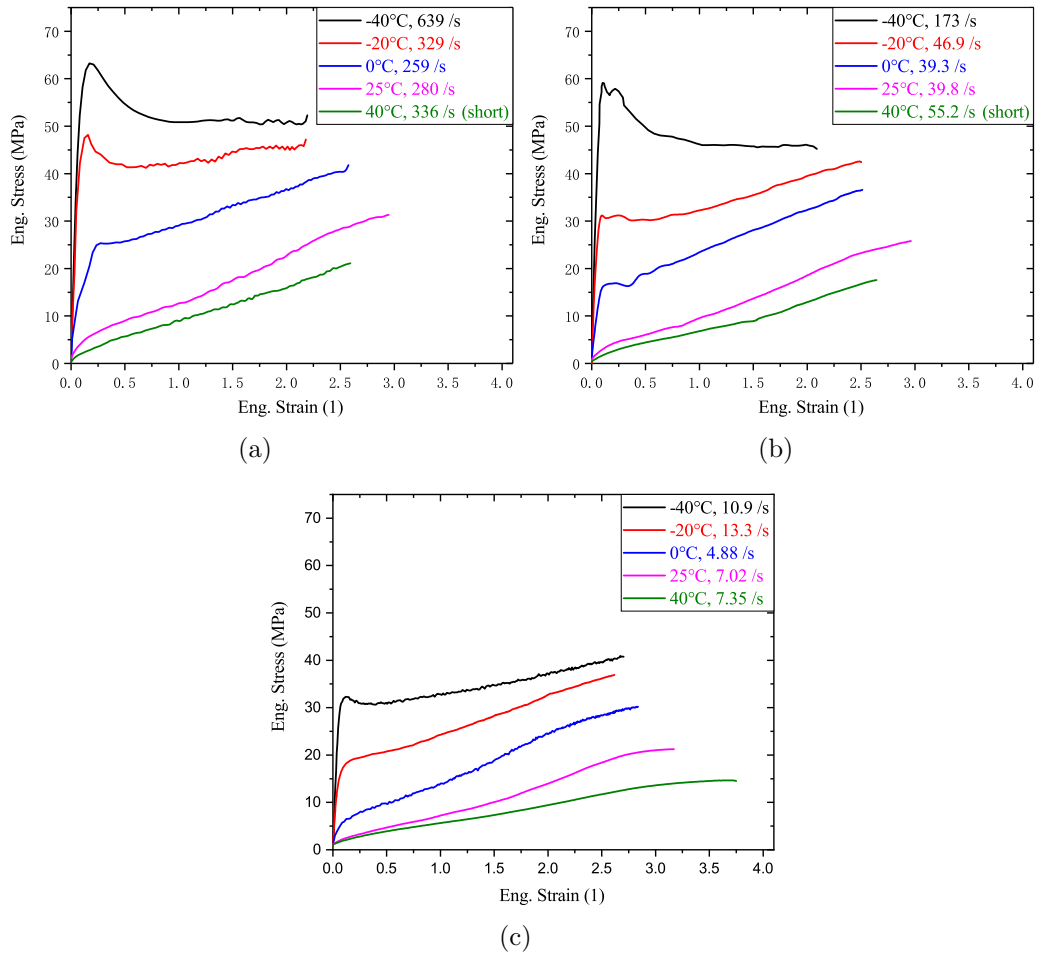 -40°C, 639 /s
-20°C, 329 /s
0°C, 259 /s
25°C, 280 /s
40°C, 336 /s (short)
Eng. Stress (MPa)
70
60
50
40
30
20
10
0
0.0 0.5 1.0 1.5 2.0 2.5 3.0 3.5 4.0
Eng. Strain (1)
(a)
-40°C, 173 /s
-20°C, 46.9 /s
0°C, 39.3 /s
25°C, 39.8 /s
40°C, 55.2 /s (short)
Eng. Stress (MPa)
70
60
50
40
30
20
10
0
0.0 0.5 1.0 1.5 2.0 2.5 3.0 3.5 4.0
Eng. Strain (1)
(b)
-40°C, 10.9 /s
-20°C, 13.3 /s
0°C, 4.88 /s
25°C, 7.02 /s
40°C, 7.35 /s
Eng. Stress (MPa)
70
60
50
40
30
20
10
0
0.0 0.5 1.0 1.5 2.0 2.5 3.0 3.5 4.0
Eng. Strain (1)
(c)